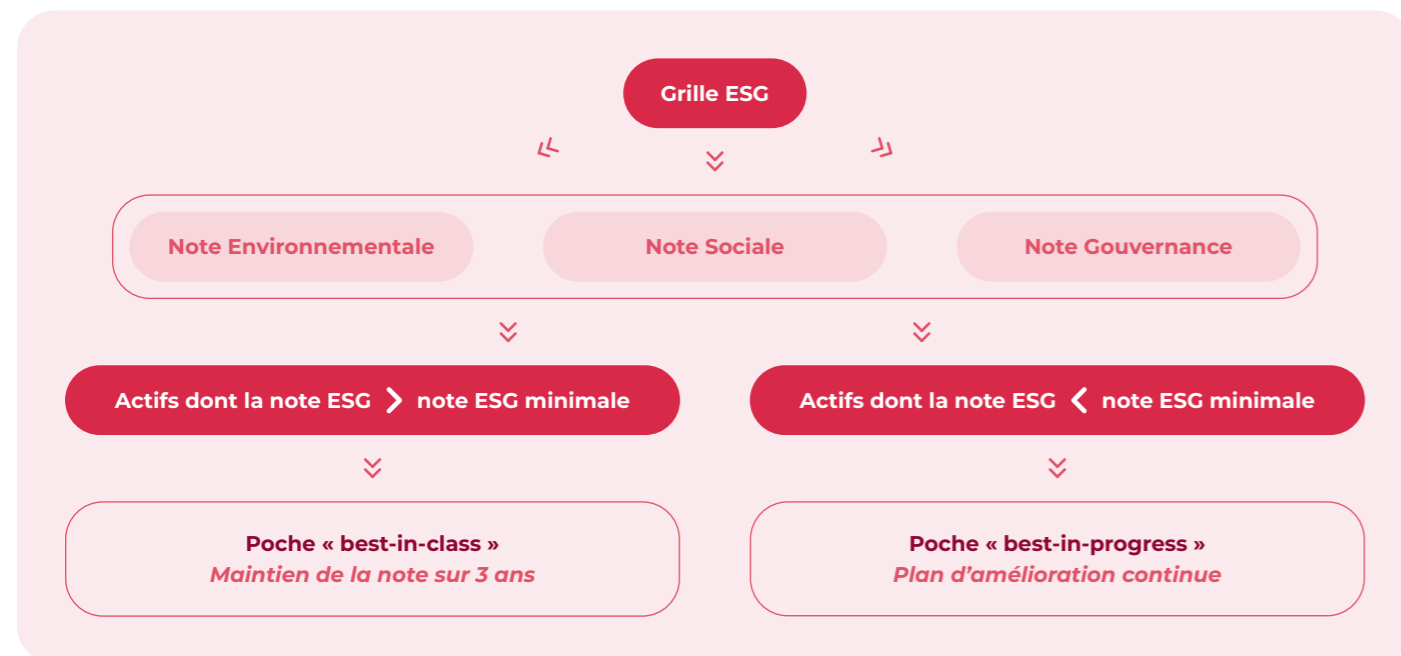 Grille ESG
Note Environnementale
Note Sociale
Note Gouvernance
Actifs dont la note ESG > note ESG minimale
Actifs dont la note ESG < note ESG minimale
Poche « best-in-class »
Maintien de la note sur 3 ans
Poche « best-in-progress »
Plan d’amélioration continue